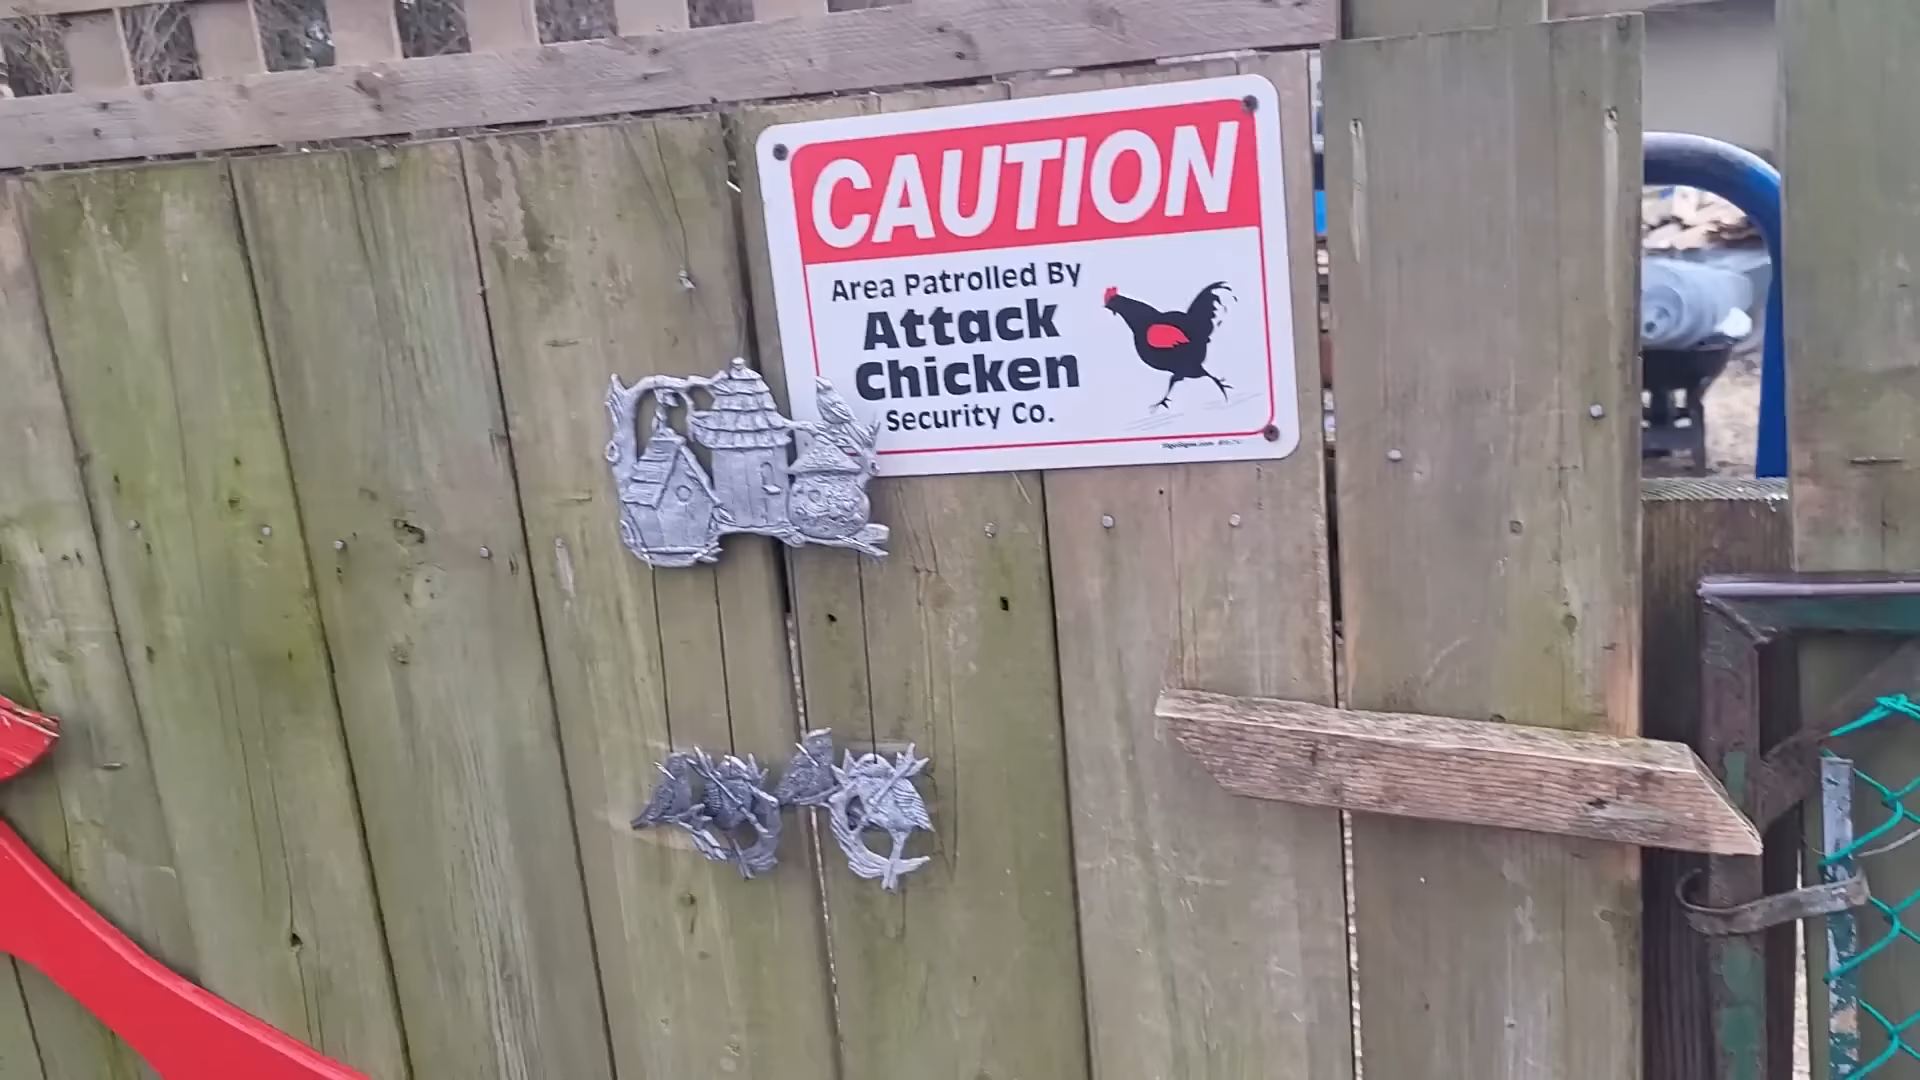 CAUTION
Area Patrolled By
Attack
Chicken
Security Co.